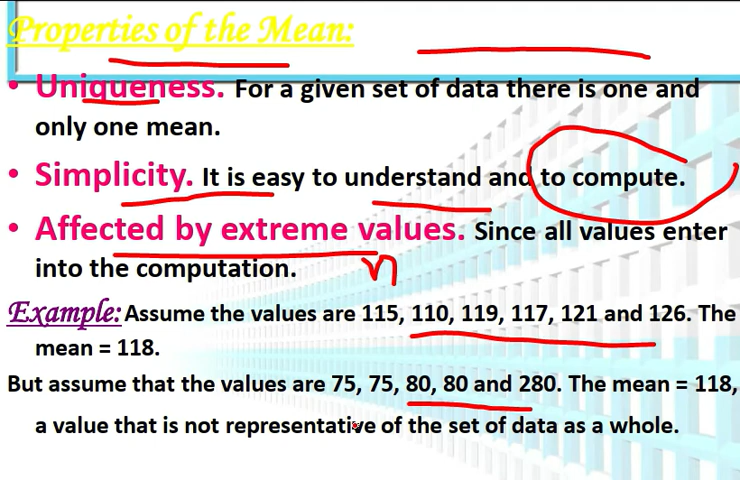 Properties of the Mean:
• Uniqueness. For a given set of data there is one and
only one mean.
• Simplicity. It is easy to understand and to compute.
• Affected by extreme values. Since all values enter
into the computation.
n
Example: Assume the values are 115, 110, 119, 117, 121 and 126. The
mean = 118.
But assume that the values are 75, 75, 80, 80 and 280. The mean = 118,
a value that is not representative of the set of data as a whole.